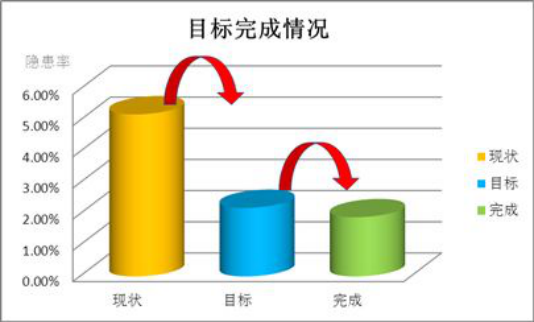 目标完成情况
隐患率
6.00%
5.00%
4.00%
3.00%
2.00%
1.00%
0.00%
现状
目标
完成
现状
目标
完成